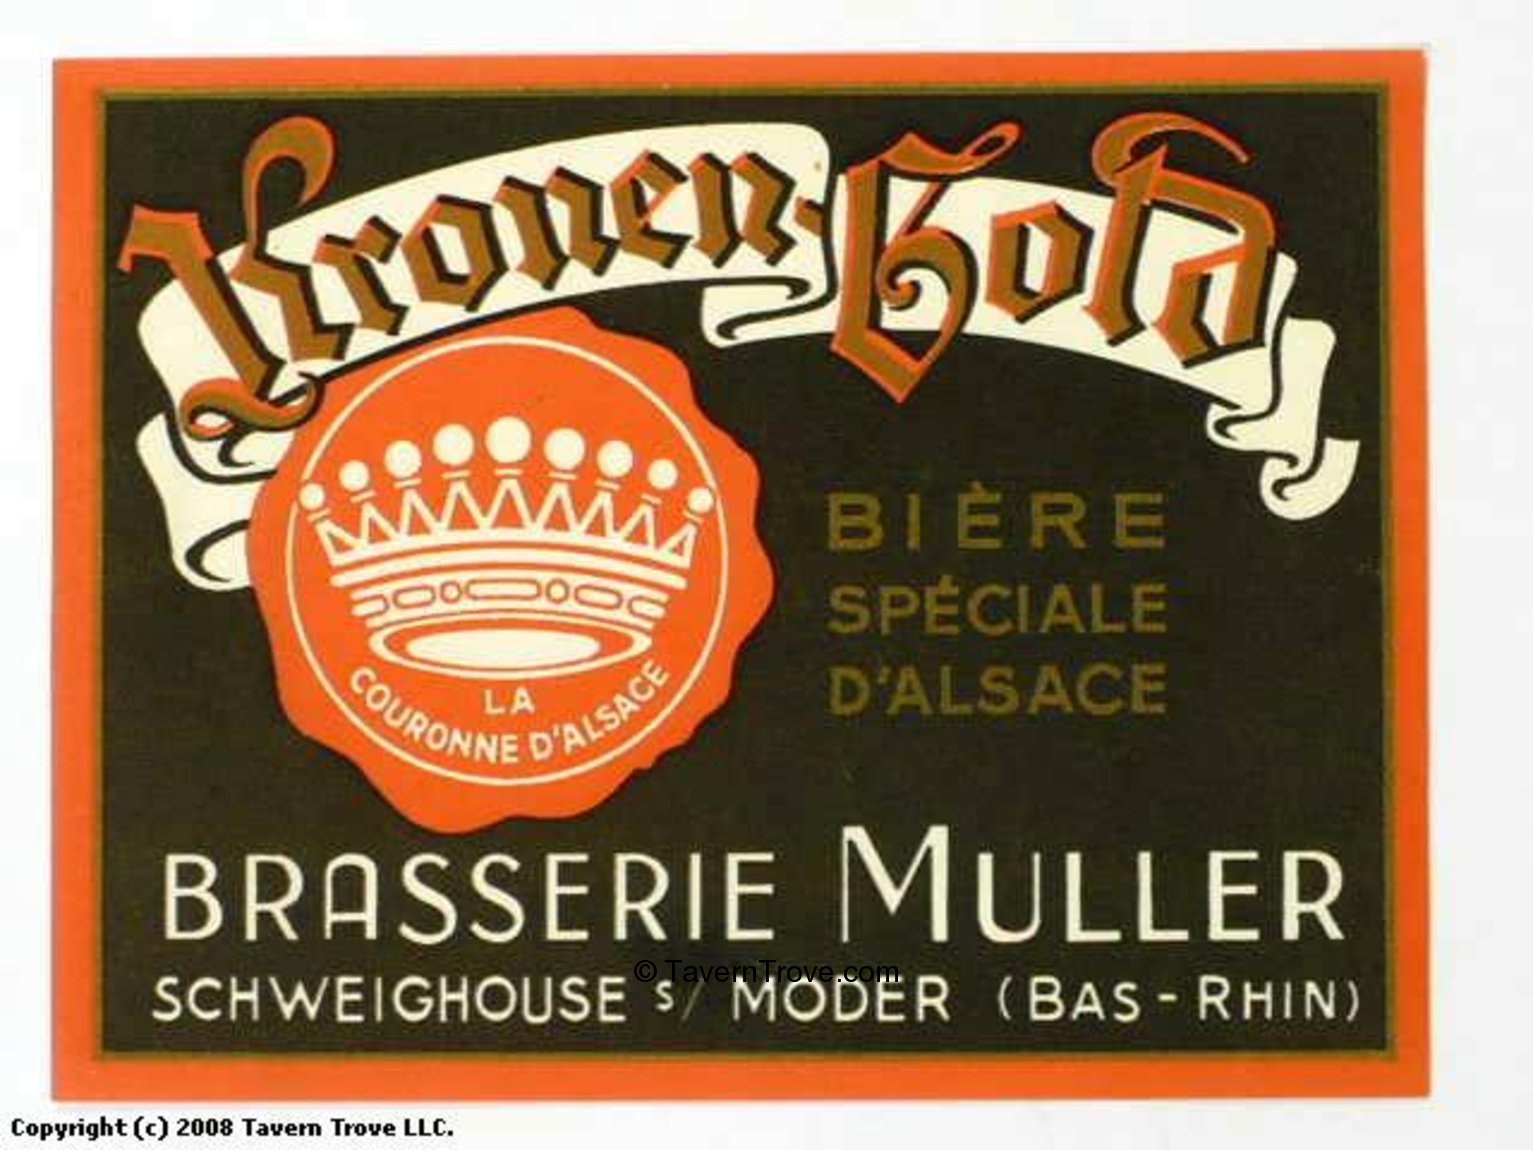 Kronen-Gold
BIÈRE
SPÉCIALE
D'ALSACE
LA
COURONNE D'ALSACE
BRASSERIE MULLER
© TavernTrove.com
SCHWEIGHOUSE s/ MODER (BAS-RHIN)
Copyright (c) 2008 Tavern Trove LLC.